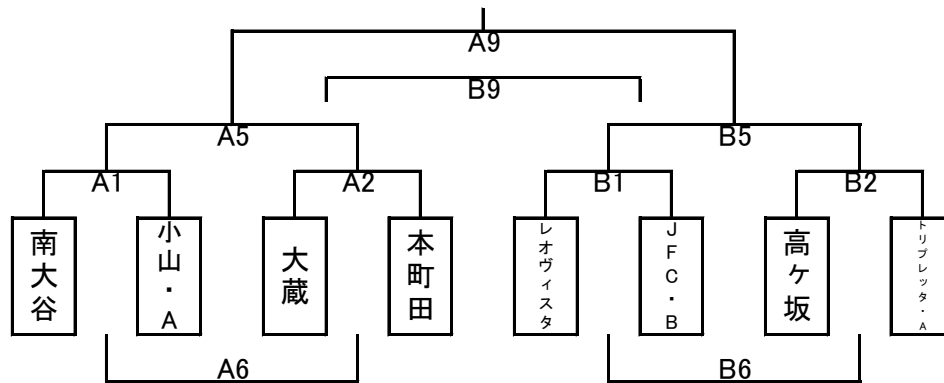 A9
B9
A5
B5
A1
A2
B1
B2
南大谷
小山・A
大蔵
本町田
レオヴィスタ
JFC・B
高ケ坂
トリプレッタ・A
A6
B6